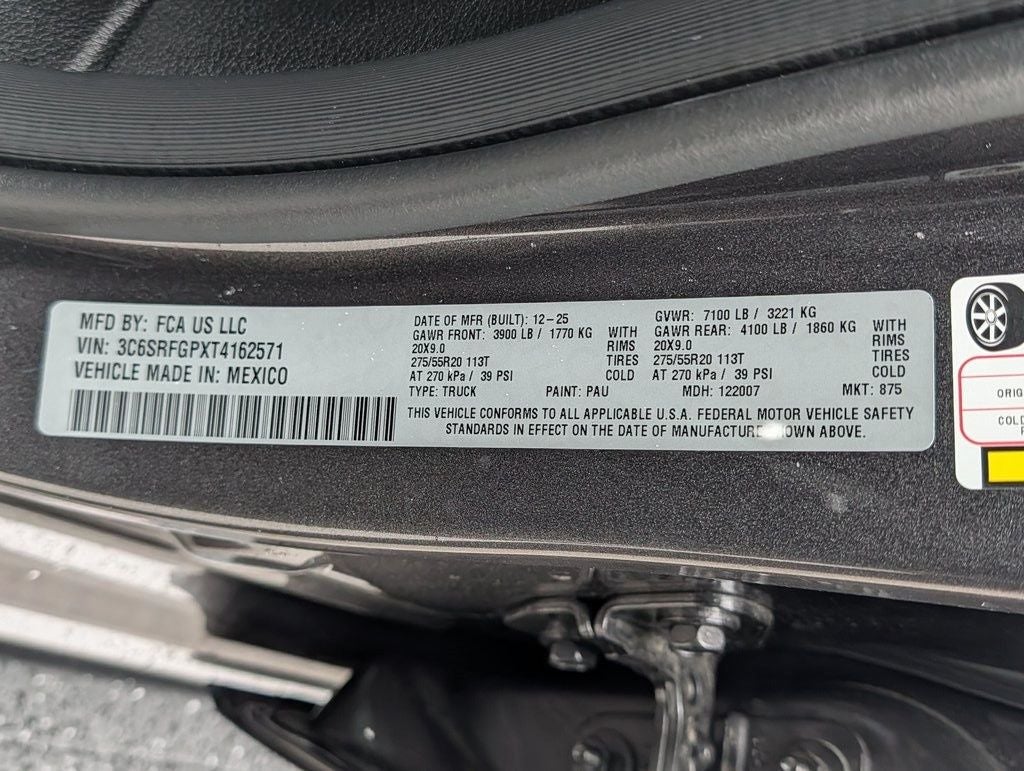 MFD BY: FCA US LLC
VIN: 3C6SRFGPXT4162571
VEHICLE MADE IN: MEXICO
DATE OF MFR (BUILT): 12-25 GVWR: 7100 LB / 3221 KG
GAWR FRONT: 3900 LB / 1770 KG WITH GAWR REAR: 4100 LB / 1860 KG WITH
20X9.0 RIMS 20X9.0 RIMS
275/55R20 113T TIRES 275/55R20 113T TIRES
AT 270 kPa / 39 PSI COLD AT 270 kPa / 39 PSI COLD
TYPE: TRUCK PAINT: PAU MDH: 122007 MKT: 875
THIS VEHICLE CONFORMS TO ALL APPLICABLE U.S.A. FEDERAL MOTOR VEHICLE SAFETY
STANDARDS IN EFFECT ON THE DATE OF MANUFACTURE OWN ABOVE.
ORIG
COLD